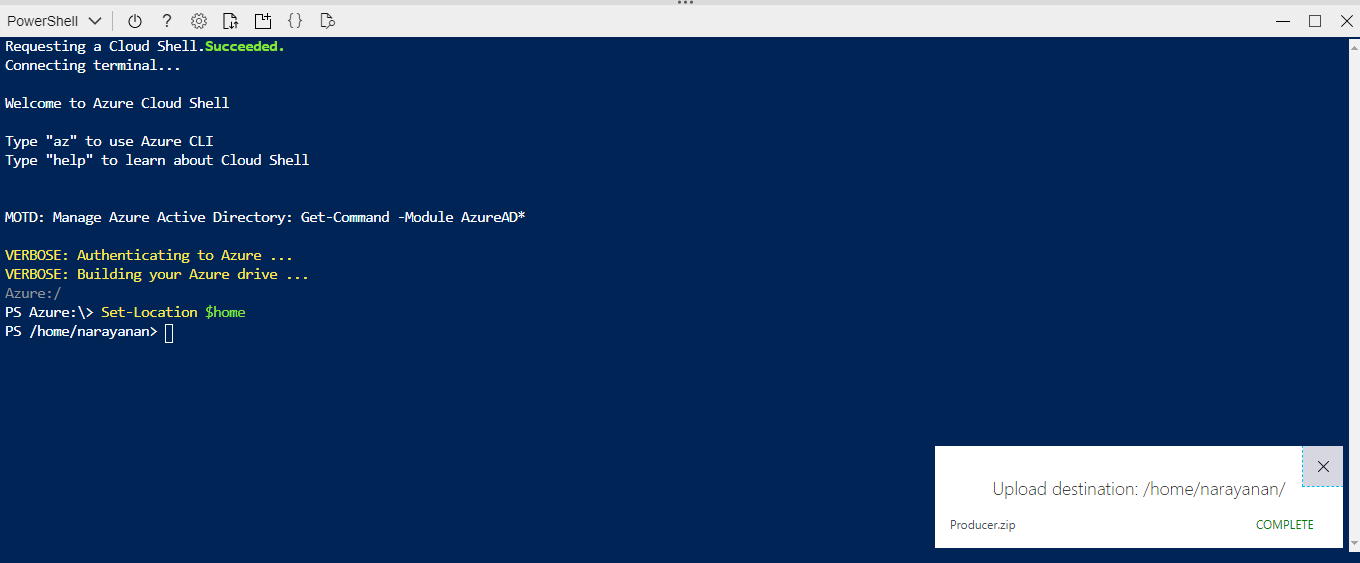 PowerShell
Requesting a Cloud Shell.Succeeded.
Connecting terminal...
Welcome to Azure Cloud Shell
Type "az" to use Azure CLI
Type "help" to learn about Cloud Shell
MOTD: Manage Azure Active Directory: Get-Command -Module AzureAD*
VERBOSE: Authenticating to Azure ...
VERBOSE: Building your Azure drive ...
Azure:/
PS Azure:\> Set-Location $home
PS /home/narayanan>
Upload destination: /home/narayanan/
Producer.zip COMPLETE